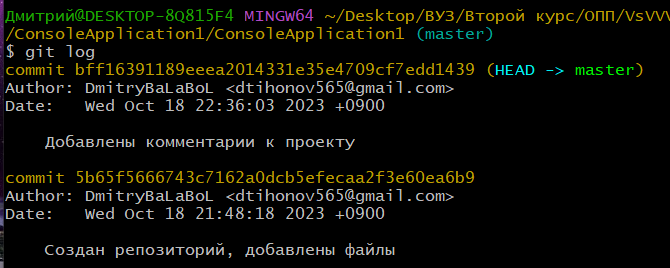 Дмитрий@DESKTOP-8Q815F4 MINGW64 ~/Desktop/ВУЗ/Второй курс/ОПП/VsVVV
/ConsoleApplication1/ConsoleApplication1 (master)
$ git log
commit bff16391189eeea2014331e35e4709cf7edd1439 (HEAD -> master)
Author: DmitryBaLaBoL <dtihonov565@gmail.com>
Date:   Wed Oct 18 22:36:03 2023 +0900
Добавлены комментарии к проекту
commit 5b65f5666743c7162a0dcb5efecaa2f3e60ea6b9
Author: DmitryBaLaBoL <dtihonov565@gmail.com>
Date:   Wed Oct 18 21:48:18 2023 +0900
Создан репозиторий, добавлены файлы